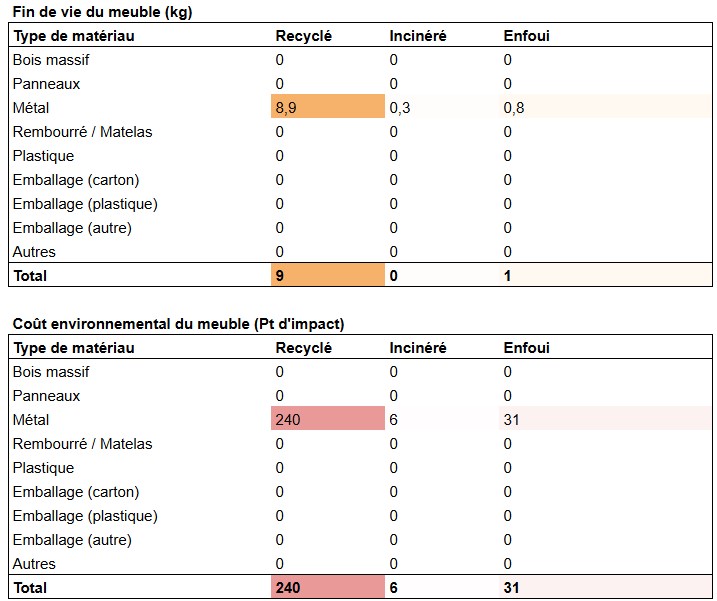 Fin de vie du meuble (kg)
Type de matériau Recyclé Incinéré Enfoui
Bois massif 0 0 0
Panneaux 0 0 0
Métal 8,9 0,3 0,8
Rembourré / Matelas 0 0 0
Plastique 0 0 0
Emballage (carton) 0 0 0
Emballage (plastique) 0 0 0
Emballage (autre) 0 0 0
Autres 0 0 0
Total 9 0 1
Coût environnemental du meuble (Pt d'impact)
Type de matériau Recyclé Incinéré Enfoui
Bois massif 0 0 0
Panneaux 0 0 0
Métal 240 6 31
Rembourré / Matelas 0 0 0
Plastique 0 0 0
Emballage (carton) 0 0 0
Emballage (plastique) 0 0 0
Emballage (autre) 0 0 0
Autres 0 0 0
Total 240 6 31